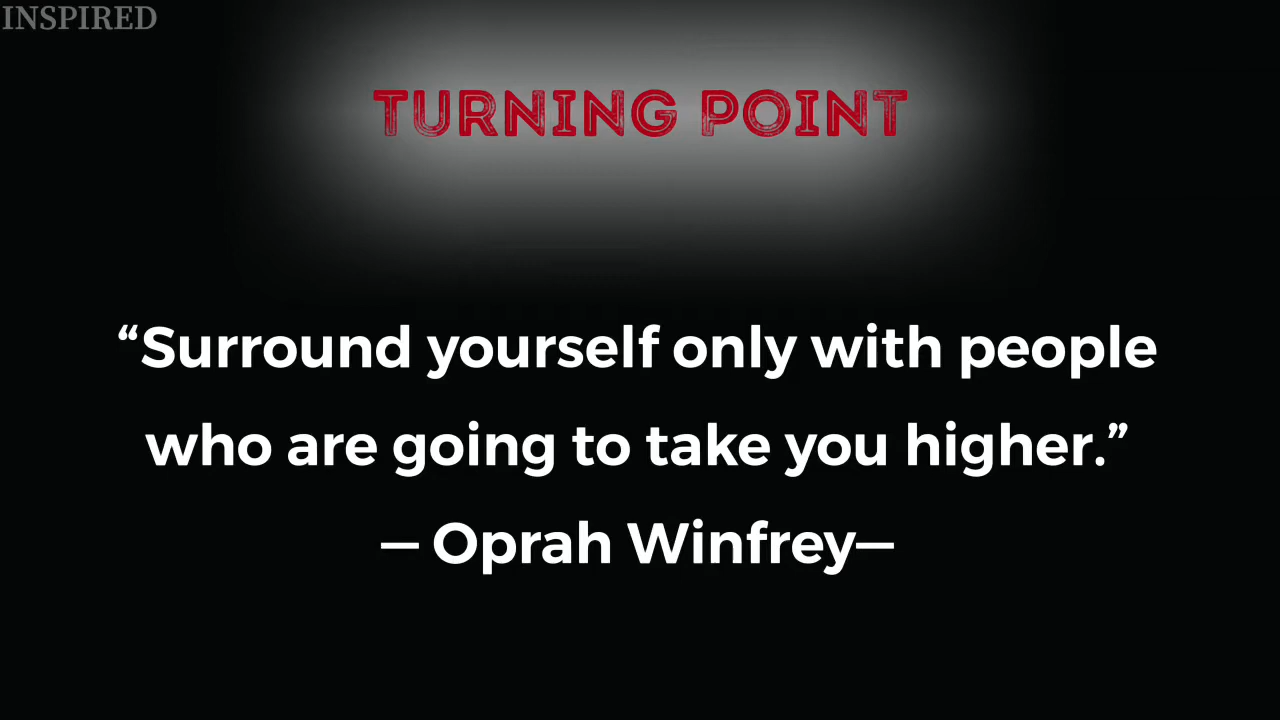 INSPIRED
TURNING POINT
“Surround yourself only with people
who are going to take you higher.”
— Oprah Winfrey—